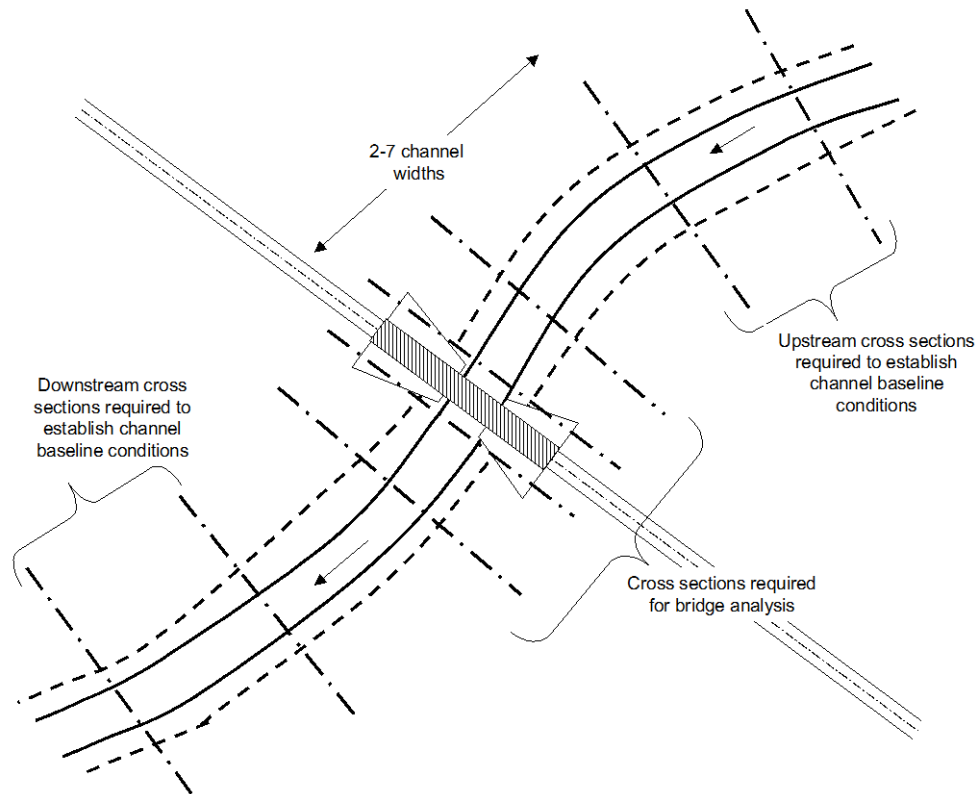 2-7 channel
widths
Upstream cross sections
required to establish
channel baseline
conditions
Downstream cross
sections required to
establish channel
baseline conditions
Cross sections required
for bridge analysis